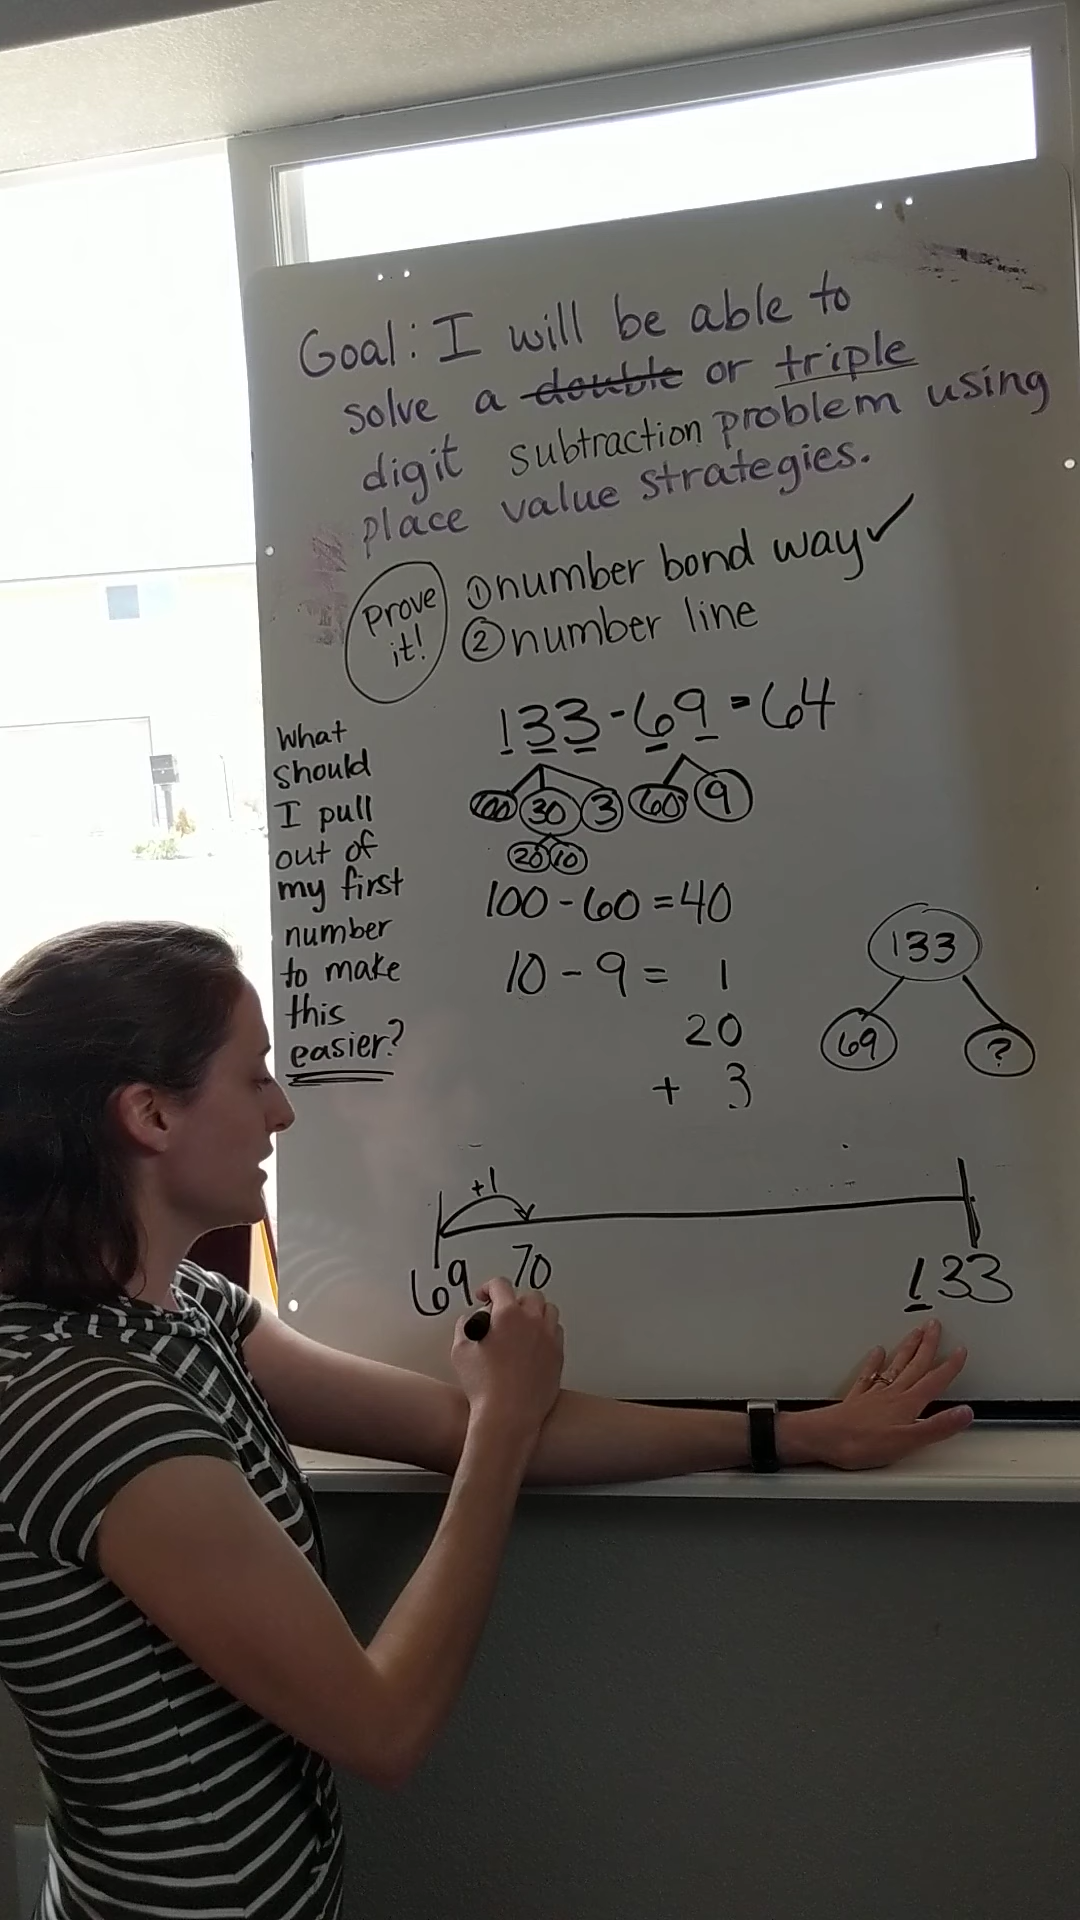 Goal: I will be able to
solve a double or triple
digit subtraction problem using
place value strategies.
Prove
it!
① number bond way ✓
② number line
133 - 69 = 64
What
should
I pull
out of
my first
number
to make
this
easier?
100 30 3 60 9
20 10
100 - 60 = 40
10 - 9 = 1
20
+ 3
133
69 ?
+1
69 70 133